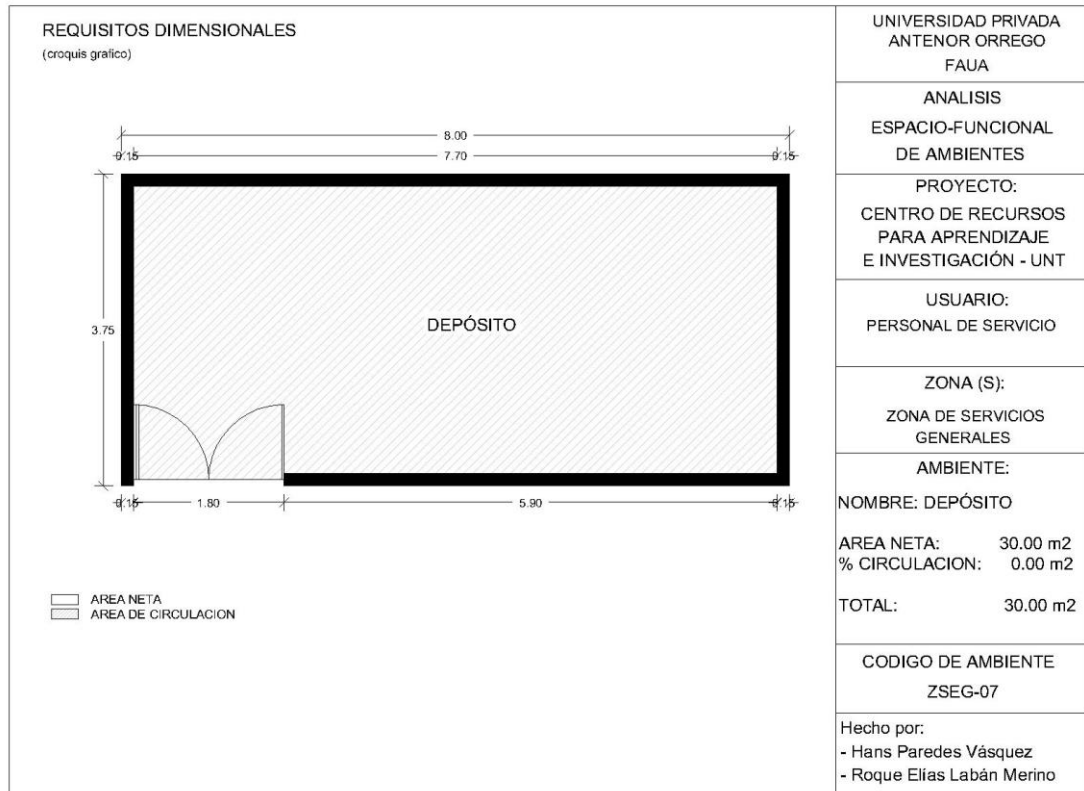 REQUISITOS DIMENSIONALES
(croquis grafico)
8.00
0.15
7.70
0.15
3.75
DEPÓSITO
0.15
1.80
5.90
0.15
AREA NETA
AREA DE CIRCULACION
UNIVERSIDAD PRIVADA
ANTENOR ORREGO
FAUA
ANALISIS
ESPACIO-FUNCIONAL
DE AMBIENTES
PROYECTO:
CENTRO DE RECURSOS
PARA APRENDIZAJE
E INVESTIGACIÓN - UNT
USUARIO:
PERSONAL DE SERVICIO
ZONA (S):
ZONA DE SERVICIOS
GENERALES
AMBIENTE:
NOMBRE: DEPÓSITO
AREA NETA: 30.00 m2
% CIRCULACION: 0.00 m2
TOTAL: 30.00 m2
CODIGO DE AMBIENTE
ZSEG-07
Hecho por:
- Hans Paredes Vásquez
- Roque Elías Labán Merino